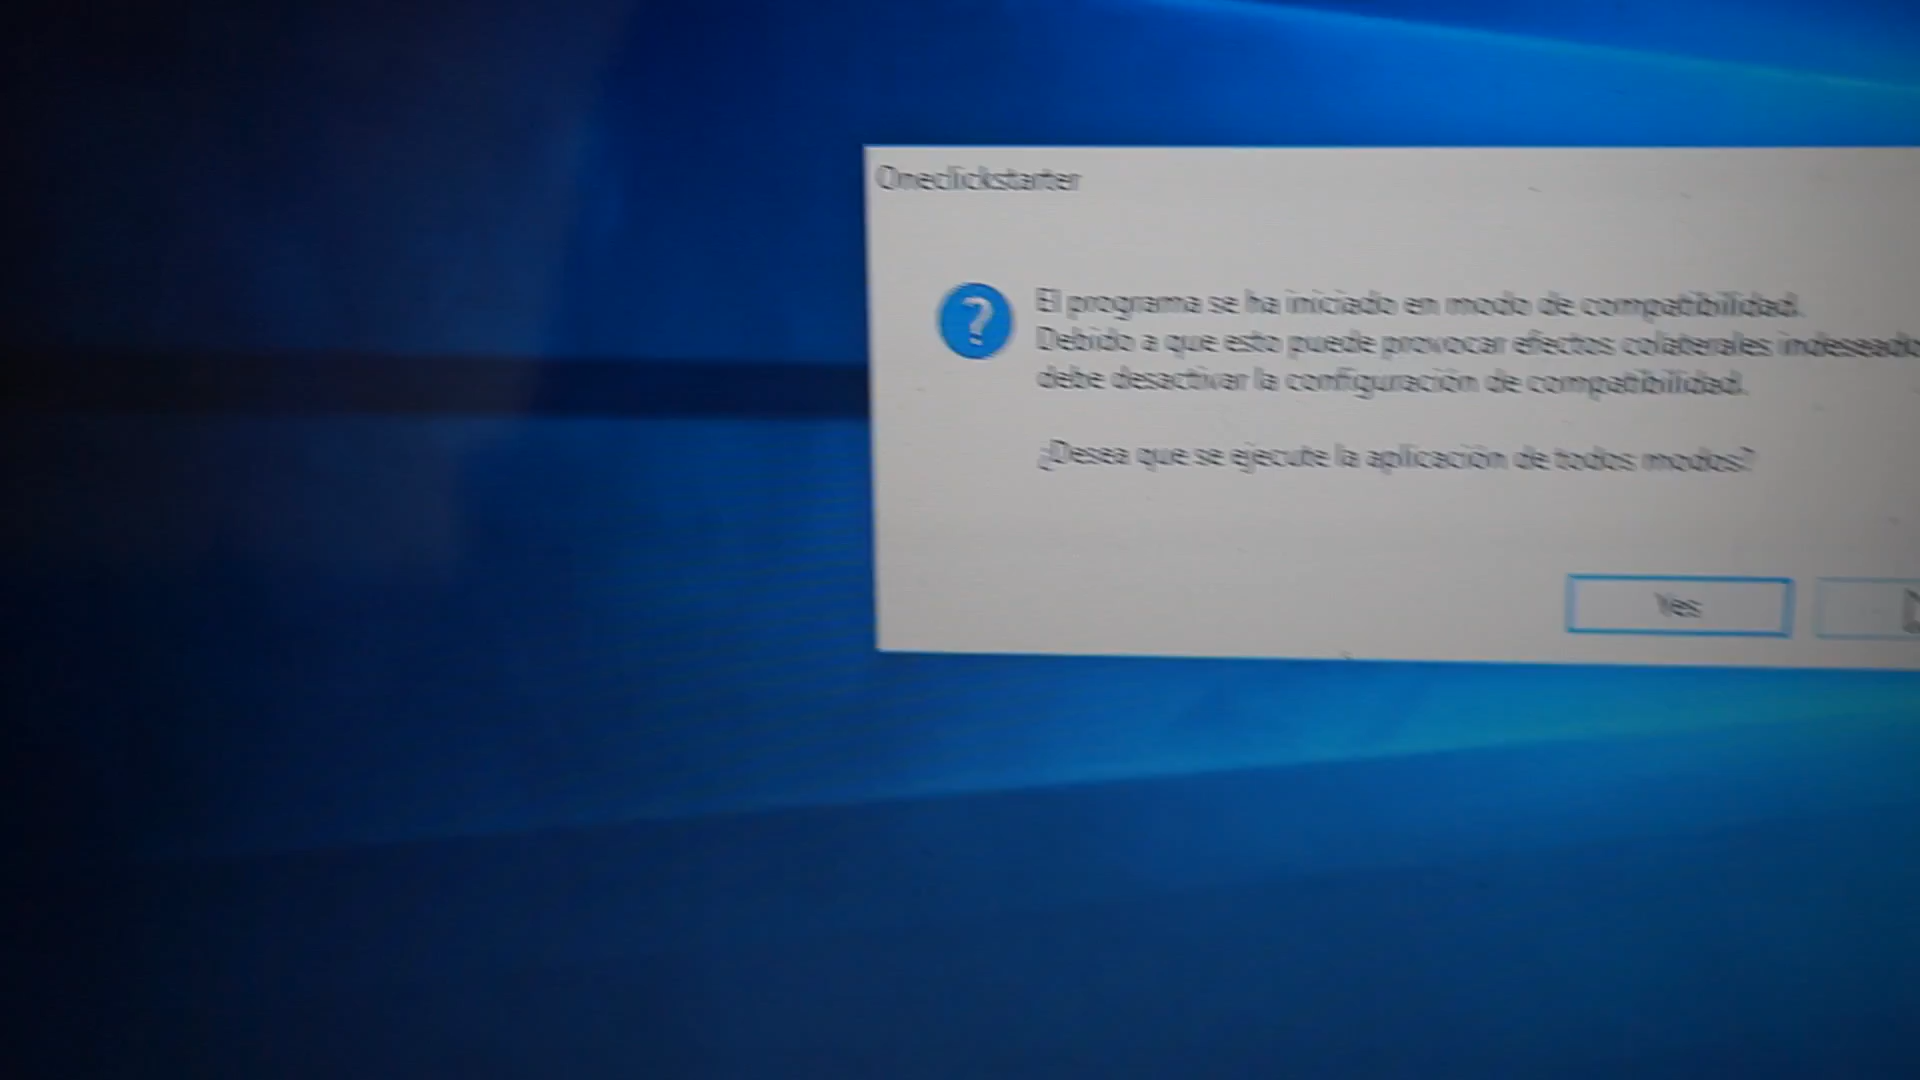 Oneclickstarter
El programa se ha iniciado en modo de compatibilidad.
Debido a que esto puede provocar efectos colaterales indeseado
debe desactivar la configuración de compatibilidad.
¿Desea que se ejecute la aplicación de todos modos?
Yes